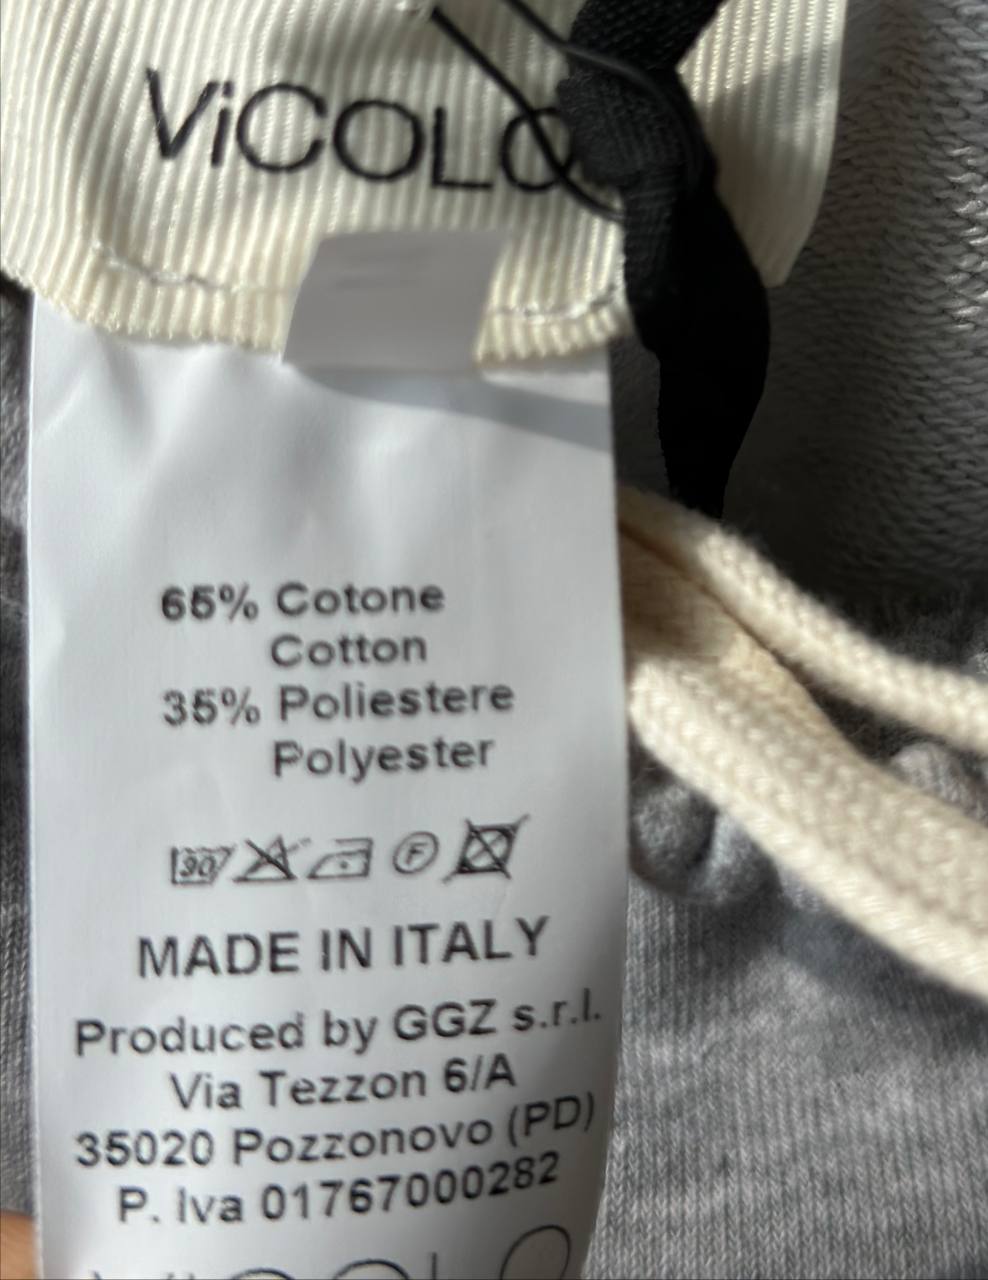 ViCOLO
65% Cotone
Cotton
35% Poliestere
Polyester
30 F
MADE IN ITALY
Produced by GGZ s.r.l.
Via Tezzon 6/A
35020 Pozzonovo (PD)
P. Iva 01767000282